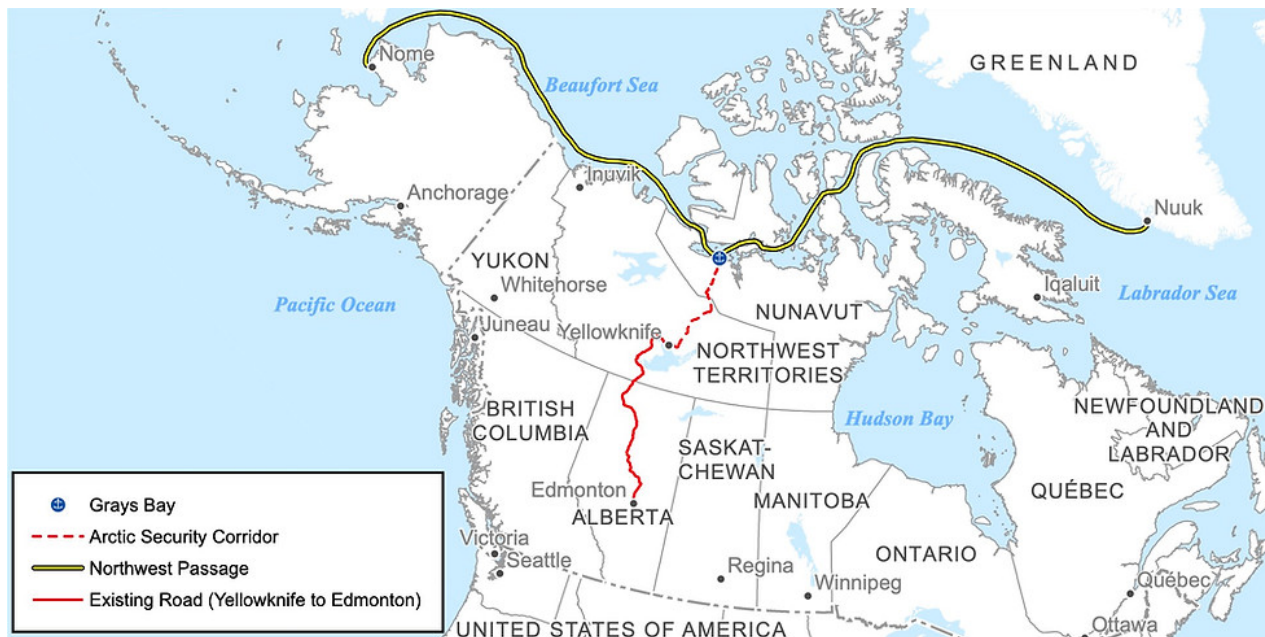 GREENLAND
Nome
Beaufort Sea
Inuvik
Anchorage
Nuuk
YUKON
Whitehorse
Iqaluit
Pacific Ocean
Labrador Sea
NUNAVUT
Juneau
Yellowknife
NORTHWEST
TERRITORIES
BRITISH
COLUMBIA
Hudson Bay
NEWFOUNDLAND
AND
LABRADOR
SASKAT-
CHEWAN
Edmonton
ALBERTA
MANITOBA
QUÉBEC
ONTARIO
Victoria
Seattle
Regina
Winnipeg
Québec
Ottawa
UNITED STATES OF AMERICA
Grays Bay
Arctic Security Corridor
Northwest Passage
Existing Road (Yellowknife to Edmonton)